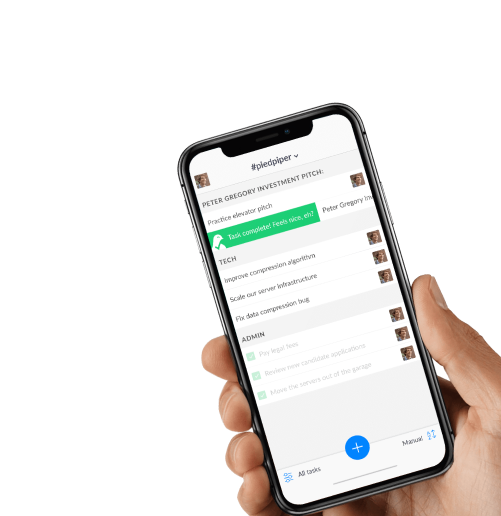 #piedpiper
PETER GREGORY INVESTMENT PITCH:
Practice elevator pitch
Task complete! Feels nice, eh?
Peter Gregory In
TECH
Improve compression algorithm
Scale our server infrastructure
Fix data compression bug
ADMIN
Pay legal fees
Review new candidate applications
Move the servers out of the garage
All tasks
Manual